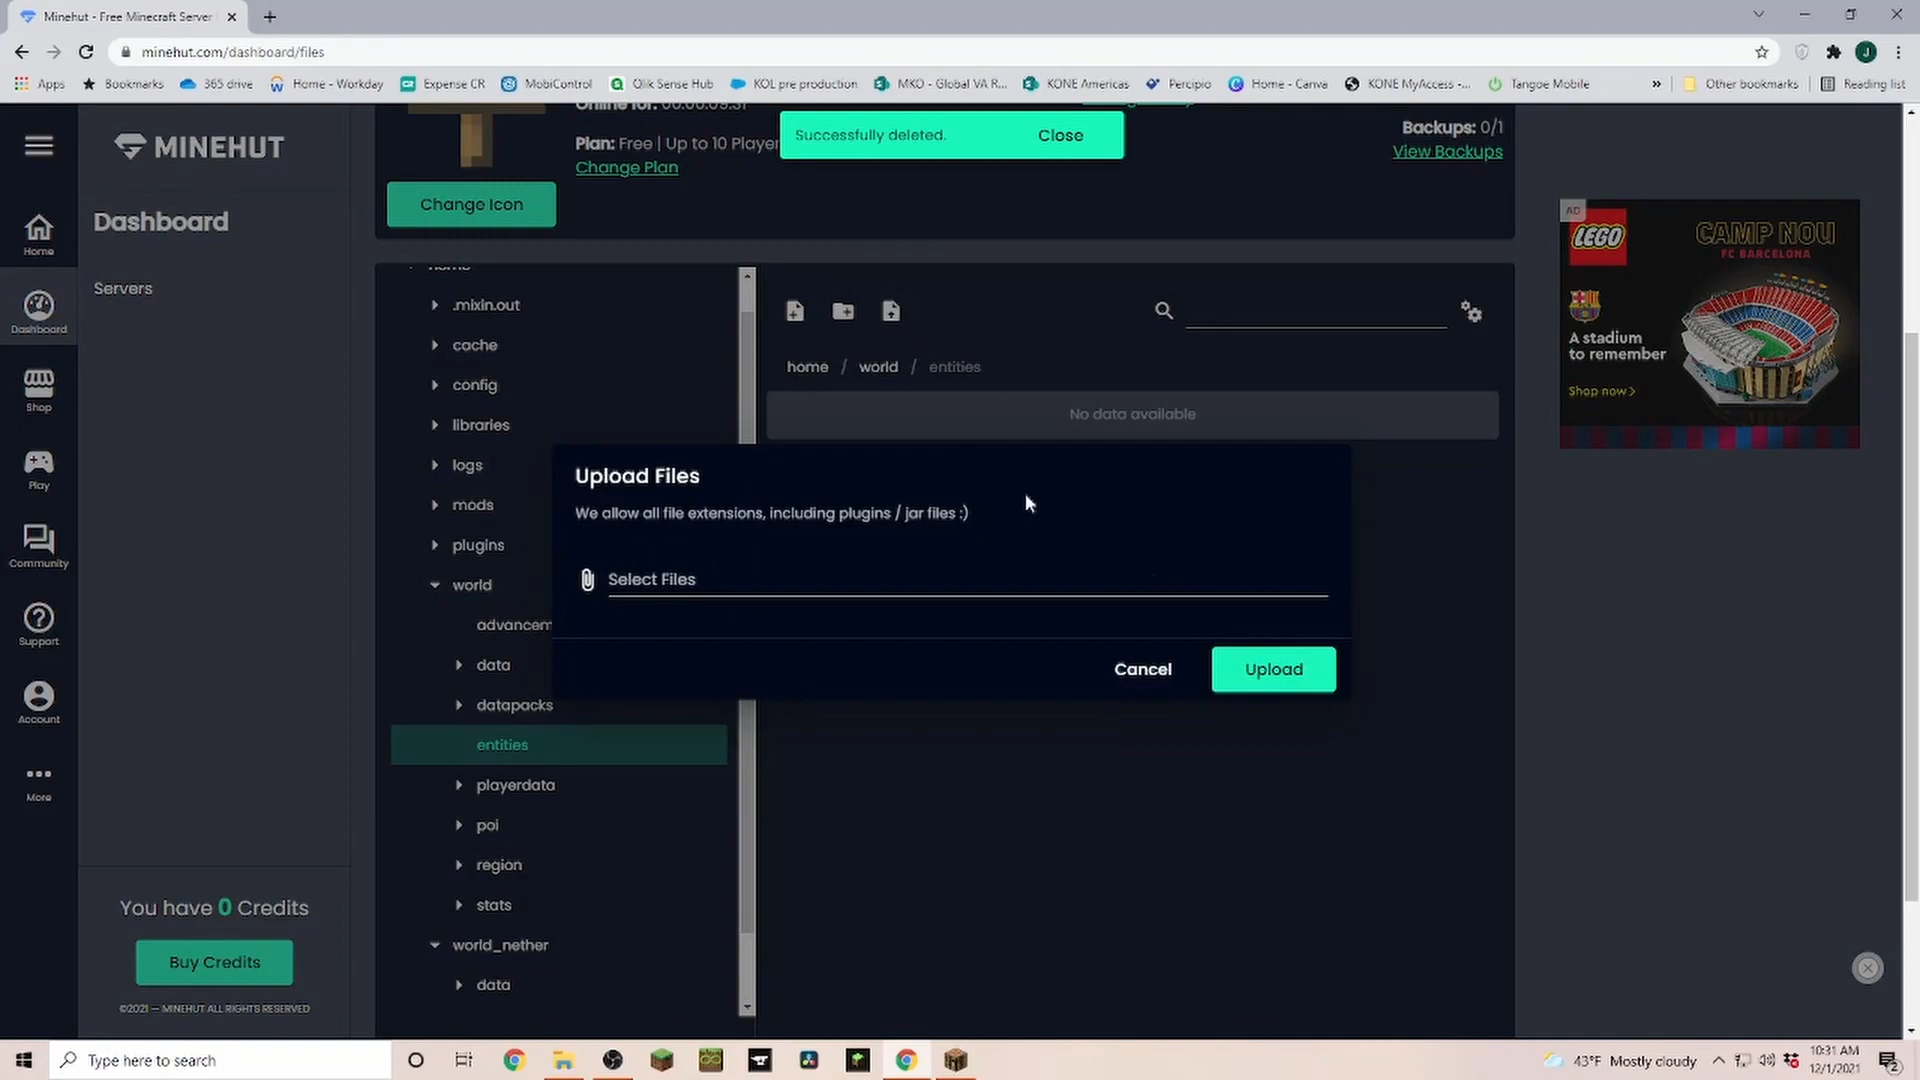 Minehut - Free Minecraft Server
minehut.com/dashboard/files
J
Apps
Bookmarks
365 drive
Home - Workday
Expense CR
MobiControl
Qlik Sense Hub
KOL pre production
MKO - Global VA R...
KONE Americas
Percipio
Home - Canva
KONE MyAccess -...
Tangoe Mobile
»
Other bookmarks
Reading list
MINEHUT
Dashboard
Servers
Home
Dashboard
Shop
Play
Community
Support
Account
More
You have 0 Credits
Buy Credits
©2021 — MINEHUT ALL RIGHTS RESERVED
Plan: Free | Up to 10 Player
Change Plan
Change Icon
Successfully deleted. Close
Backups: 0/1
View Backups
.mixin.out
cache
config
libraries
logs
mods
plugins
world
advancem
data
datapacks
entities
playerdata
poi
region
stats
world_nether
data
home / world / entities
No data available
Upload Files
We allow all file extensions, including plugins / jar files :)
Select Files
Cancel
Upload
AD
LEGO
CAMP NOU
FC BARCELONA
A stadium
to remember
Shop now >
Type here to search
43°F Mostly cloudy
10:31 AM
12/1/2021
2